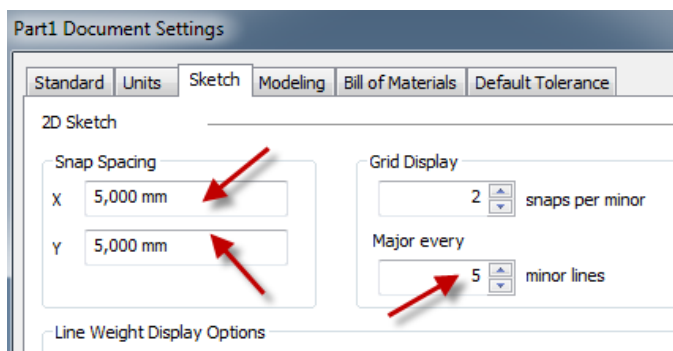 Part1 Document Settings
Standard Units Sketch Modeling Bill of Materials Default Tolerance
2D Sketch
Snap Spacing
X 5,000 mm
Y 5,000 mm
Grid Display
2 snaps per minor
Major every
5 minor lines
Line Weight Display Options